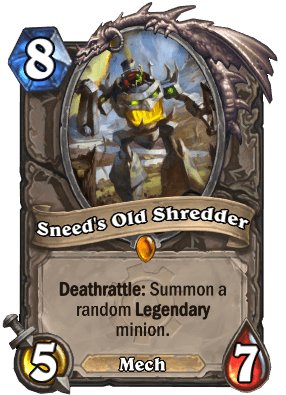 8
Sneed's Old Shredder
Deathrattle: Summon a
random Legendary
minion.
5
Mech
7